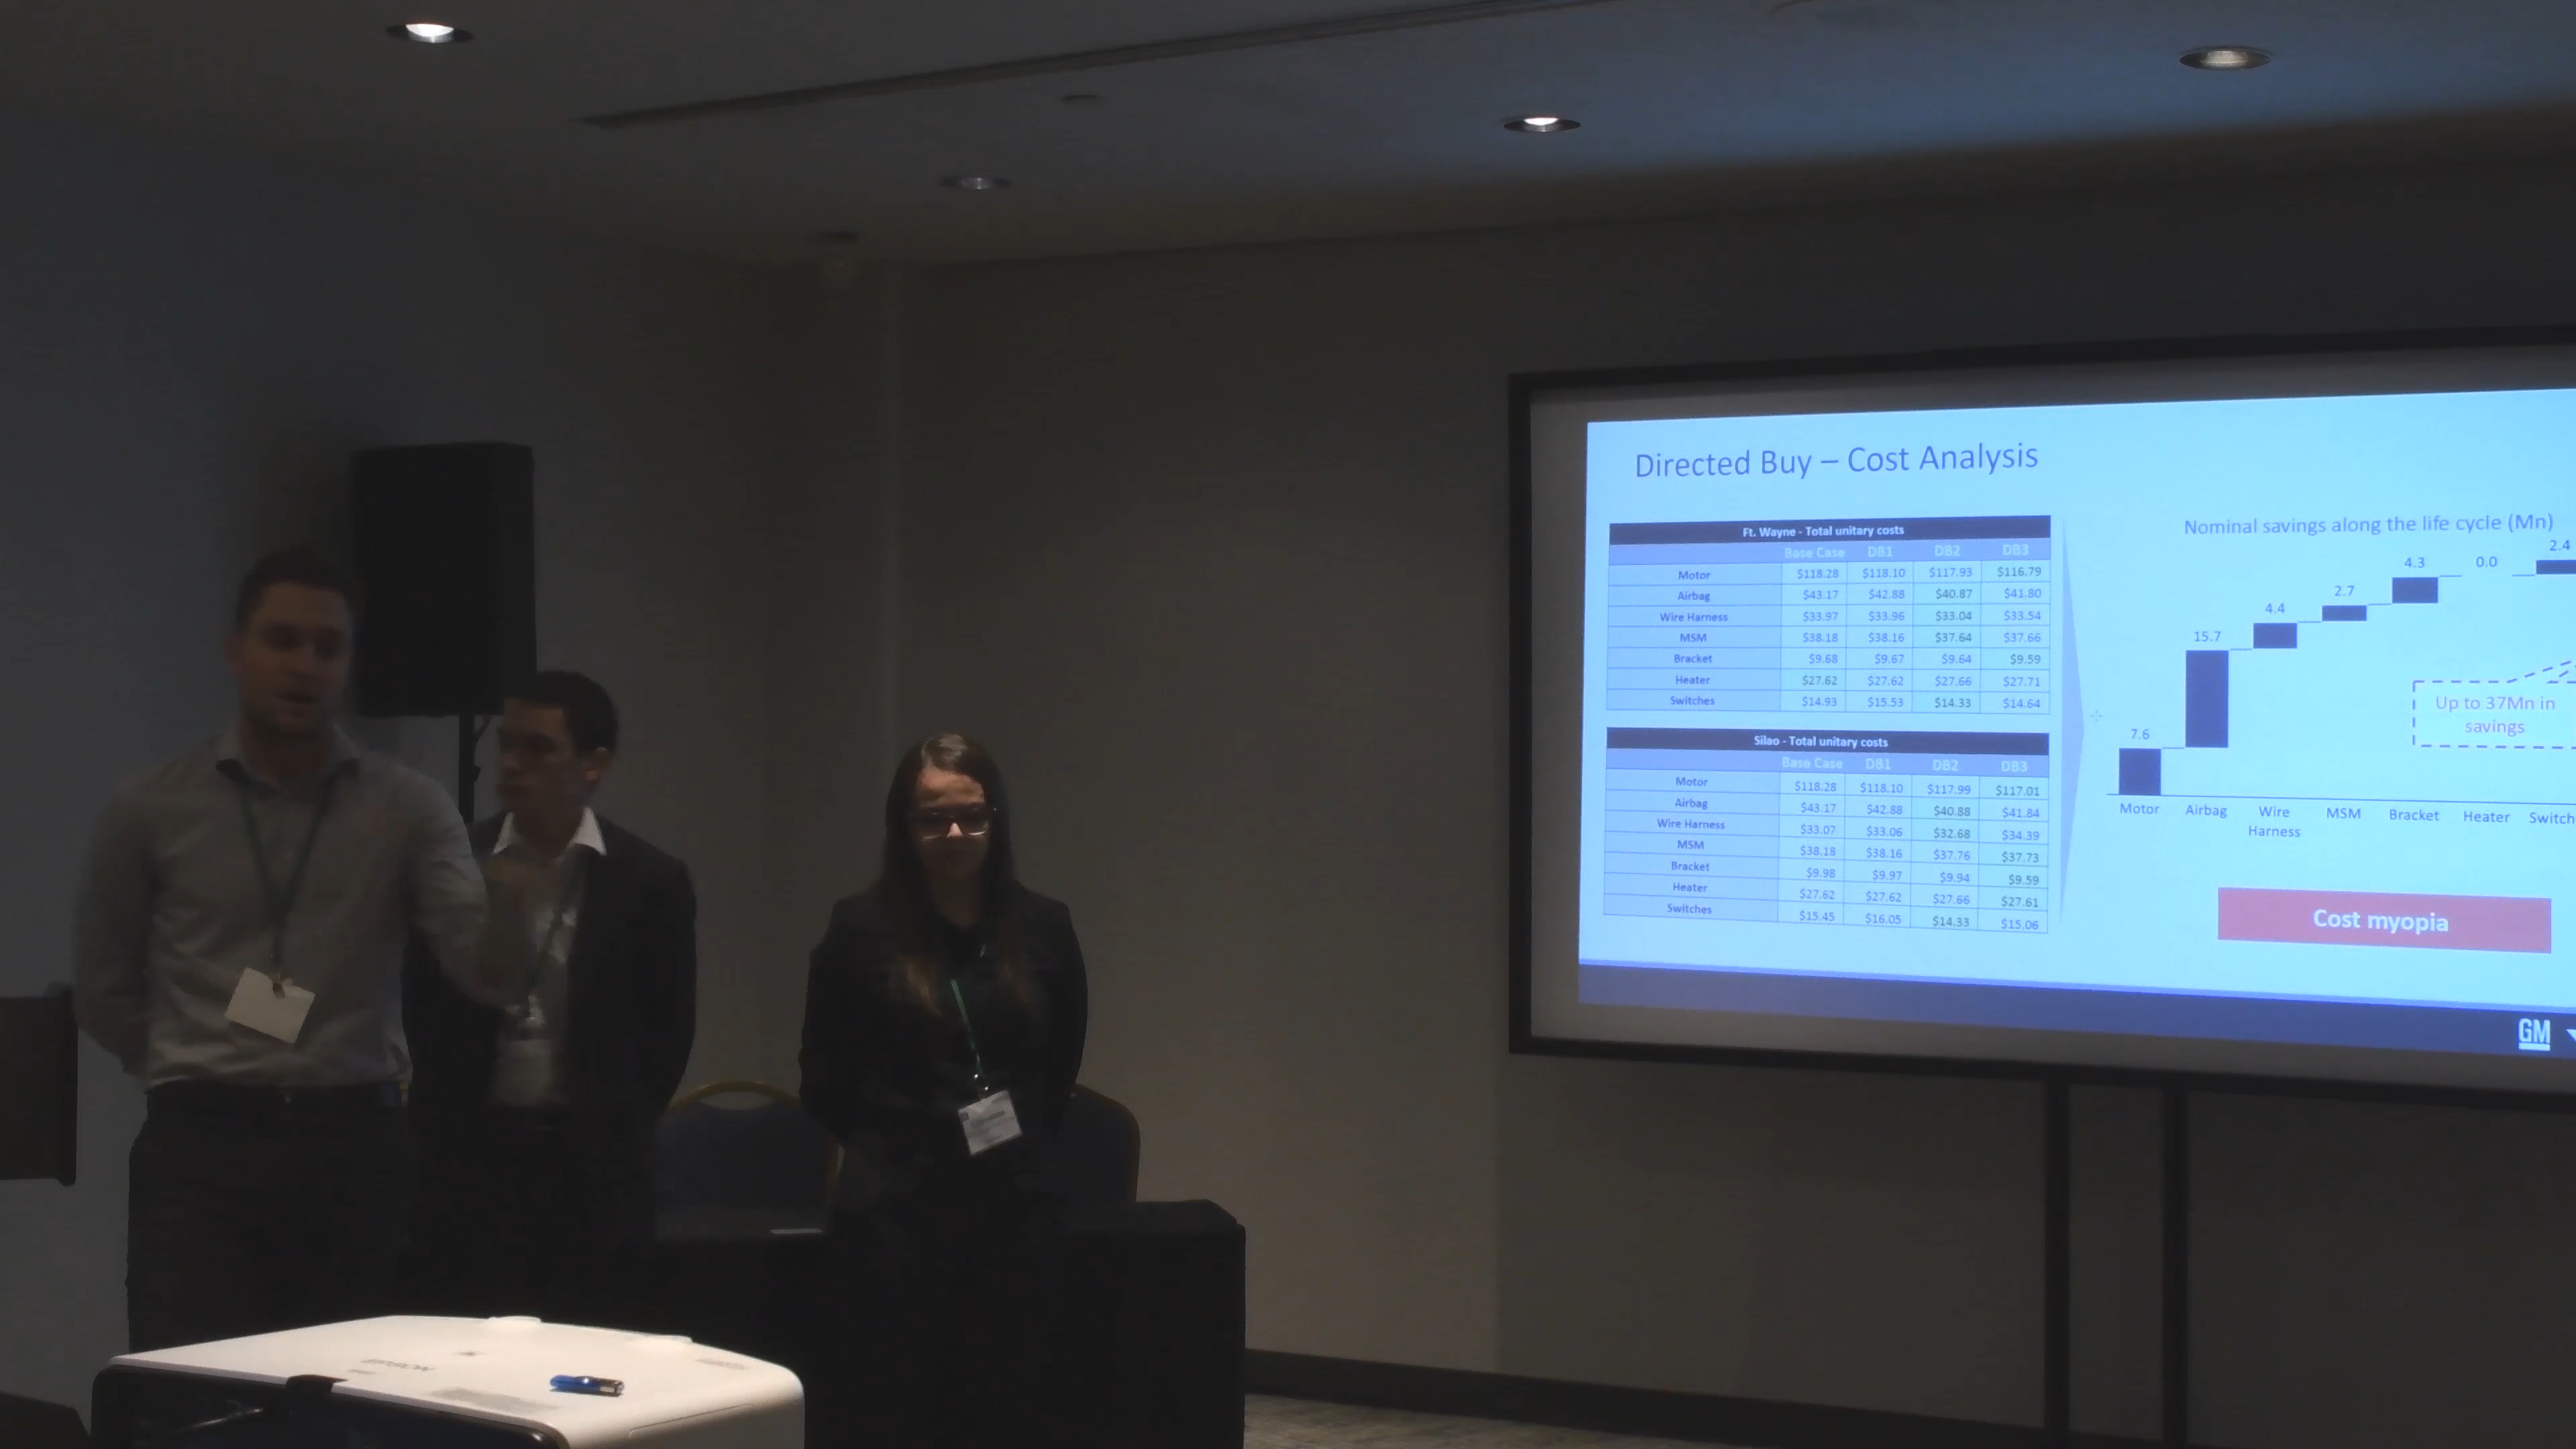 Directed Buy – Cost Analysis
Ft. Wayne - Total unitary costs
Base Case DB1 DB2 DB3
Motor $118.28 $118.10 $117.93 $116.79
Airbag $43.17 $42.88 $40.87 $41.80
Wire Harness $33.97 $33.96 $33.04 $33.54
MSM $38.18 $38.16 $37.64 $37.66
Bracket $9.68 $9.67 $9.64 $9.59
Heater $27.62 $27.62 $27.66 $27.71
Switches $14.93 $15.53 $14.33 $14.64
Silao - Total unitary costs
Base Case DB1 DB2 DB3
Motor $118.28 $118.10 $117.99 $117.01
Airbag $43.17 $42.88 $40.88 $41.84
Wire Harness $33.07 $33.06 $32.68 $34.39
MSM $38.18 $38.16 $37.76 $37.73
Bracket $9.98 $9.97 $9.94 $9.59
Heater $27.62 $27.62 $27.66 $27.61
Switches $15.45 $16.05 $14.33 $15.06
Nominal savings along the life cycle (Mn)
7.6 15.7 4.4 2.7 4.3 0.0 2.4
Up to 37Mn in
savings
Motor Airbag Wire MSM Bracket Heater Switch
Harness
Cost myopia
GM
EPSON